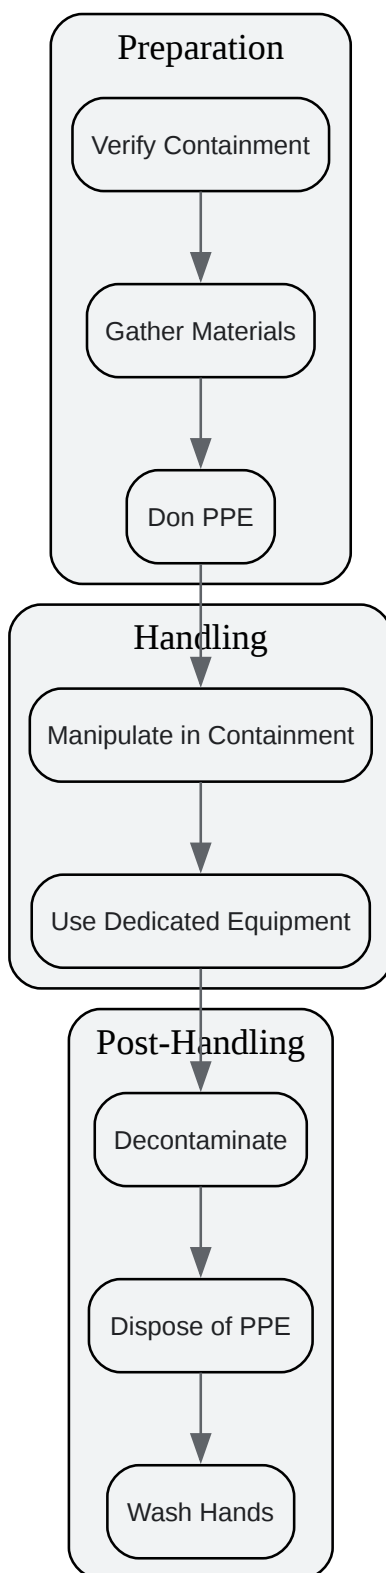 Preparation
Verify Containment
Gather Materials
Don PPE
Handling
Manipulate in Containment
Use Dedicated Equipment
Post-Handling
Decontaminate
Dispose of PPE
Wash Hands